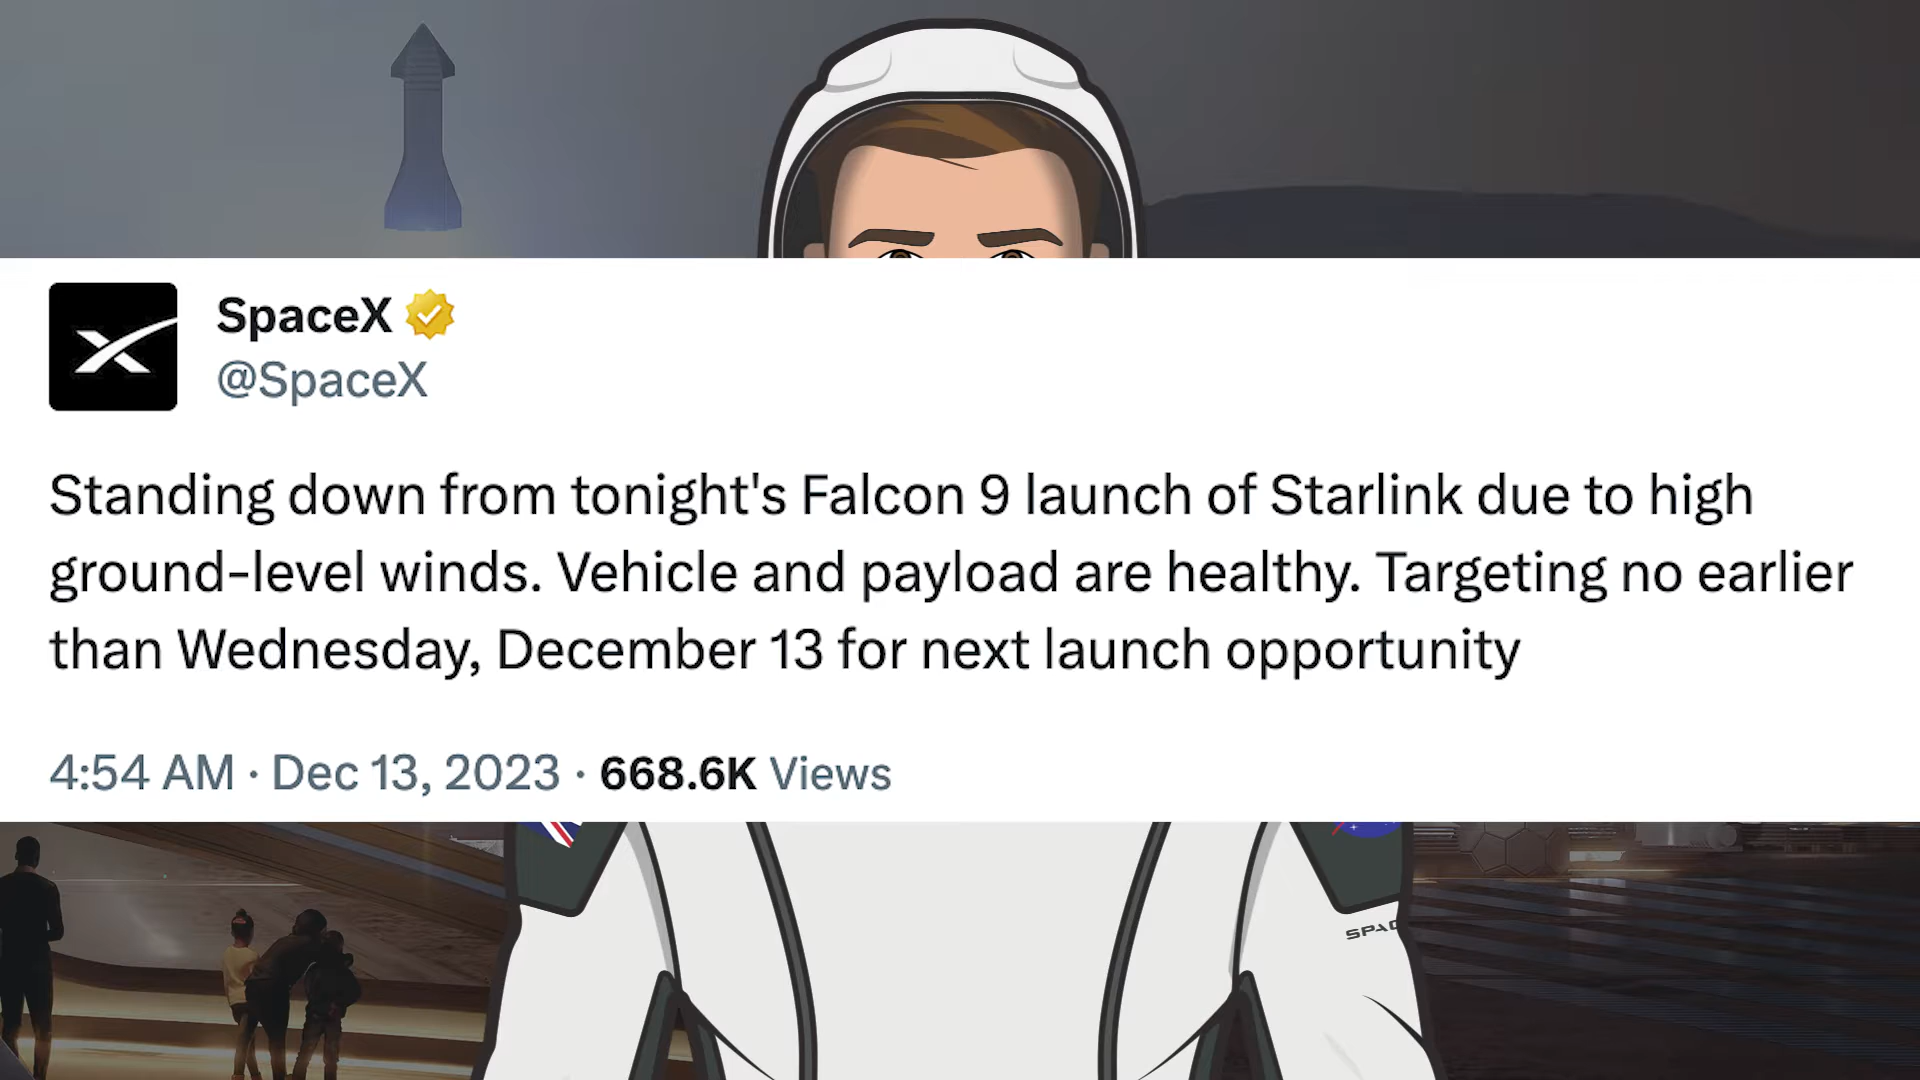 SpaceX
@SpaceX
Standing down from tonight's Falcon 9 launch of Starlink due to high
ground-level winds. Vehicle and payload are healthy. Targeting no earlier
than Wednesday, December 13 for next launch opportunity
4:54 AM · Dec 13, 2023 · 668.6K Views
SPAC